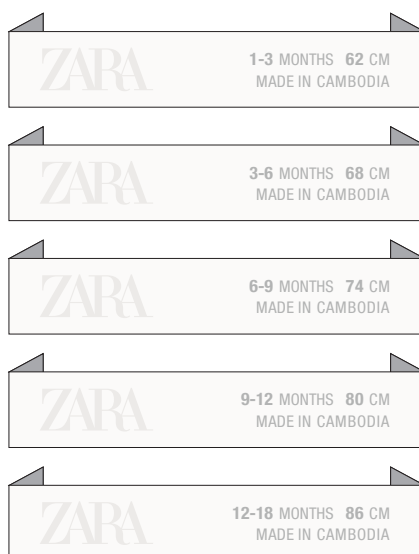 ZARA
1-3 MONTHS 62 CM
MADE IN CAMBODIA
ZARA
3-6 MONTHS 68 CM
MADE IN CAMBODIA
ZARA
6-9 MONTHS 74 CM
MADE IN CAMBODIA
ZARA
9-12 MONTHS 80 CM
MADE IN CAMBODIA
ZARA
12-18 MONTHS 86 CM
MADE IN CAMBODIA